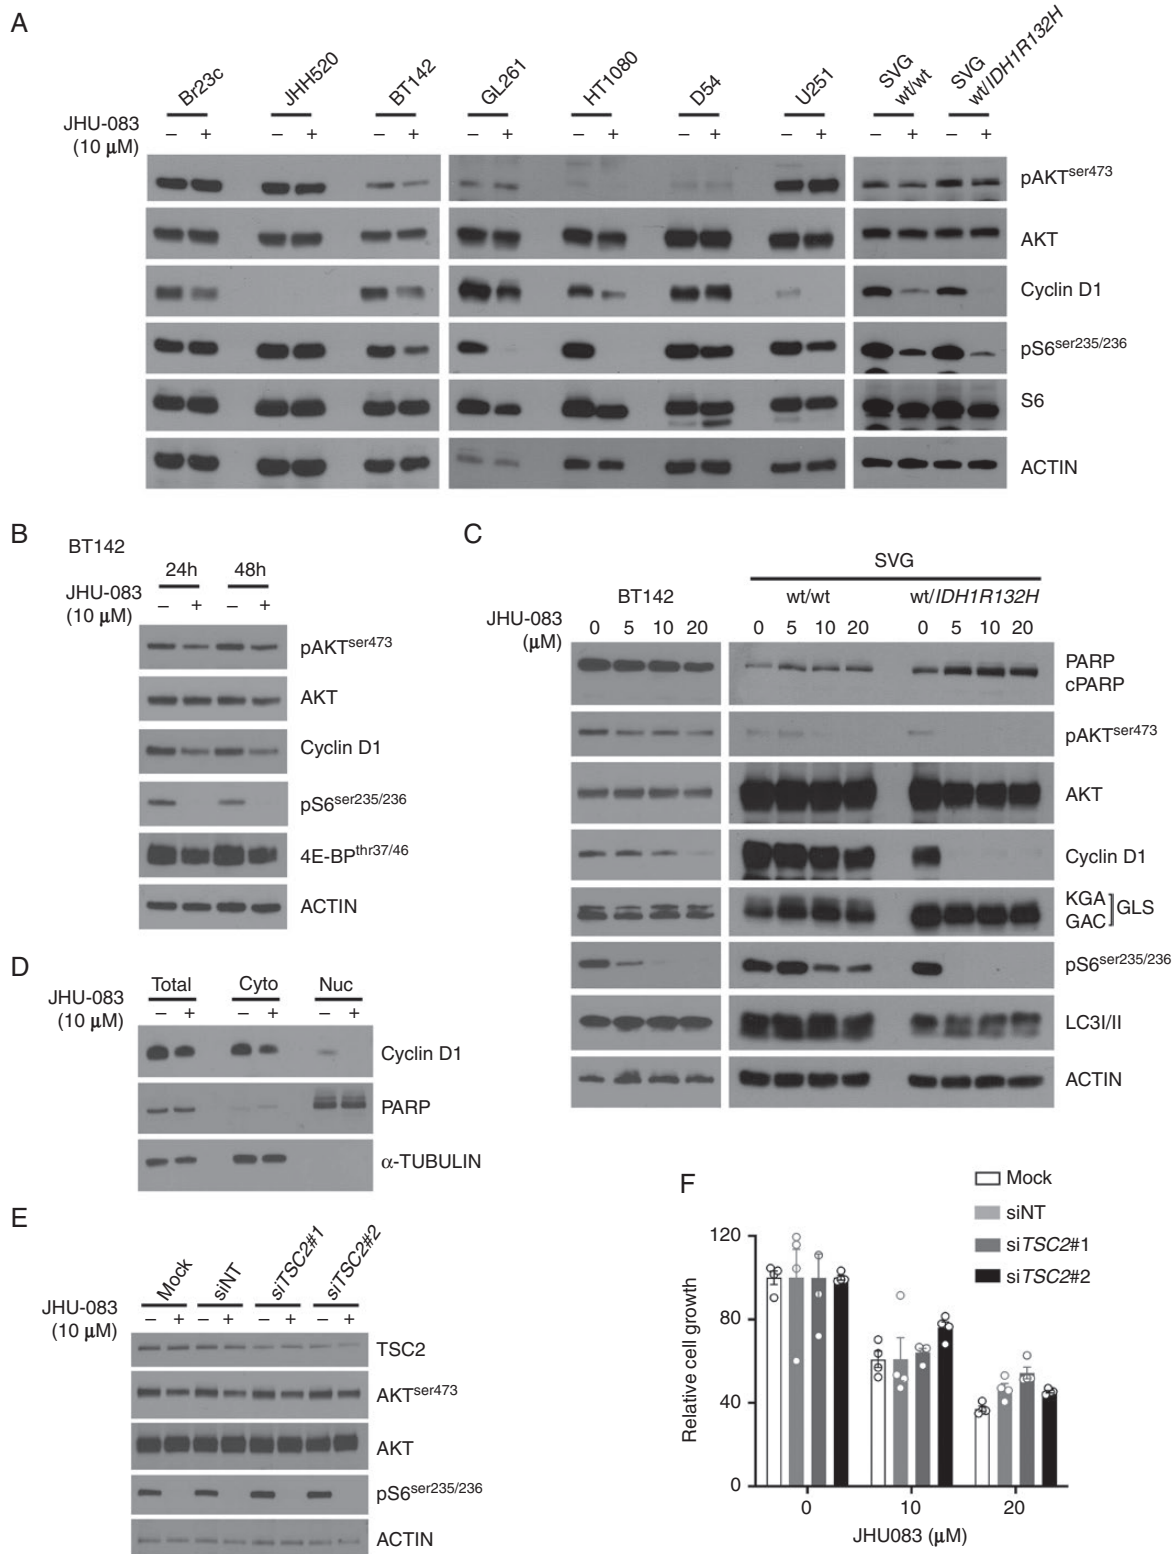 A
Br23c JHH520 BT142 GL261 HT1080 D54 U251 SVG wt/wt SVG wt/IDH1R132H
JHU-083 (10 μM) – + – + – + – + – + – + – + – + – +
pAKTser473
AKT
Cyclin D1
pS6ser235/236
S6
ACTIN
B
BT142
24h 48h
JHU-083 (10 μM) – + – +
pAKTser473
AKT
Cyclin D1
pS6ser235/236
4E-BPthr37/46
ACTIN
C
SVG
BT142 wt/wt wt/IDH1R132H
JHU-083 (μM) 0 5 10 20 0 5 10 20 0 5 10 20
PARP
cPARP
pAKTser473
AKT
Cyclin D1
KGA
GAC
GLS
pS6ser235/236
LC3I/II
ACTIN
D
Total Cyto Nuc
JHU-083 (10 μM) – + – + – +
Cyclin D1
PARP
α-TUBULIN
E
Mock siNT siTSC2#1 siTSC2#2
JHU-083 (10 μM) – + – + – + – +
TSC2
AKTser473
AKT
pS6ser235/236
ACTIN
F
Mock
siNT
siTSC2#1
siTSC2#2
Relative cell growth
120
80
40
0
0 10 20
JHU083 (μM)